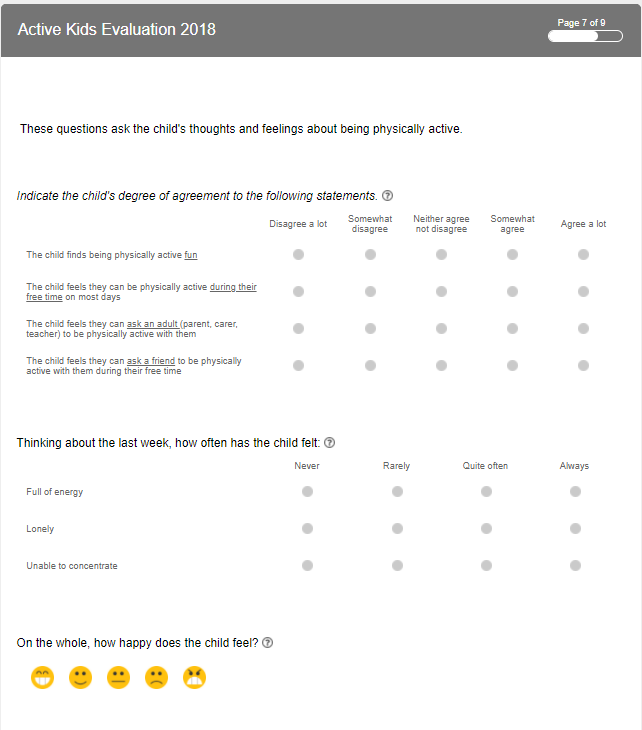 Active Kids Evaluation 2018
Page 7 of 9
These questions ask the child's thoughts and feelings about being physically active.
Indicate the child's degree of agreement to the following statements.
Disagree a lot
Somewhat
disagree
Neither agree
not disagree
Somewhat
agree
Agree a lot
The child finds being physically active fun
The child feels they can be physically active during their
free time on most days
The child feels they can ask an adult (parent, carer,
teacher) to be physically active with them
The child feels they can ask a friend to be physically
active with them during their free time
Thinking about the last week, how often has the child felt:
Never Rarely Quite often Always
Full of energy
Lonely
Unable to concentrate
On the whole, how happy does the child feel?